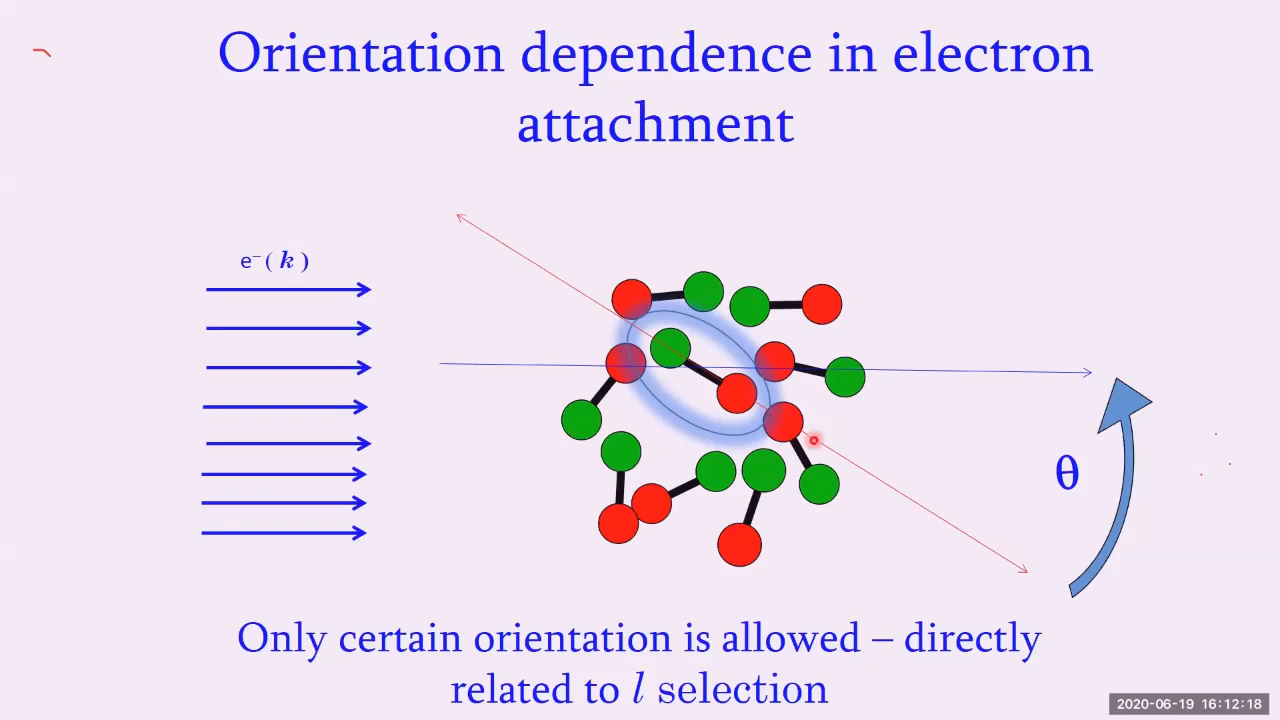 Orientation dependence in electron
attachment
e⁻ ( k )
θ
Only certain orientation is allowed – directly
related to l selection
2020-06-19 16:12:18